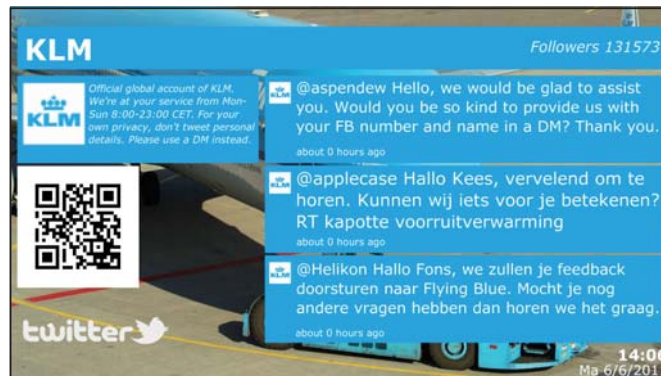 KLM
Followers 131573
KLM
Official global account of KLM.
We're at your service from Mon-
Sun 8:00-23:00 CET. For your
own privacy, don't tweet personal
details. Please use a DM instead.
KLM
@aspendew Hello, we would be glad to assist
you. Would you be so kind to provide us with
your FB number and name in a DM? Thank you.
about 0 hours ago
KLM
@applecase Hallo Kees, vervelend om te
horen. Kunnen wij iets voor je betekenen?
RT kapotte voorruitverwarming
about 0 hours ago
KLM
@Helikon Hallo Fons, we zullen je feedback
doorsturen naar Flying Blue. Mocht je nog
andere vragen hebben dan horen we het graag.
about 0 hours ago
twitter
14:06
Ma 6/6/201